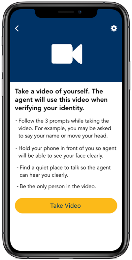 Take a video of yourself. The
agent will use this video when
verifying your identity.
- Follow the 3 prompts while taking the
video. For example, you may be asked
to say your name or move your head.
- Hold your phone in front of you so agent
will be able to see your face clearly.
- Find a quiet place to talk so the agent
can hear you clearly.
- Be the only person in the video.
Take Video